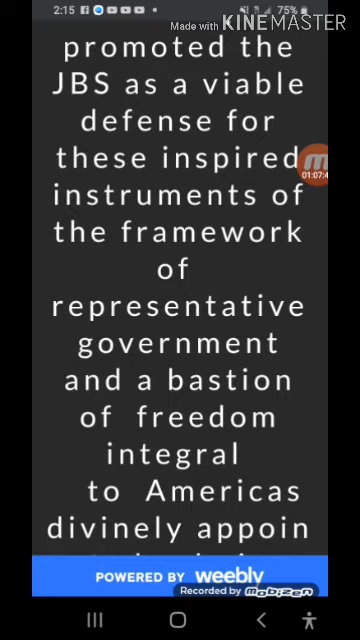 2:15 75%
Made with KINEMASTER
promoted the
JBS as a viable
defense for
these inspired
01:07:4
instruments of
the framework
of
representative
government
and a bastion
of freedom
integral
to Americas
divinely appoin
POWERED BY weebly
Recorded by mobizen